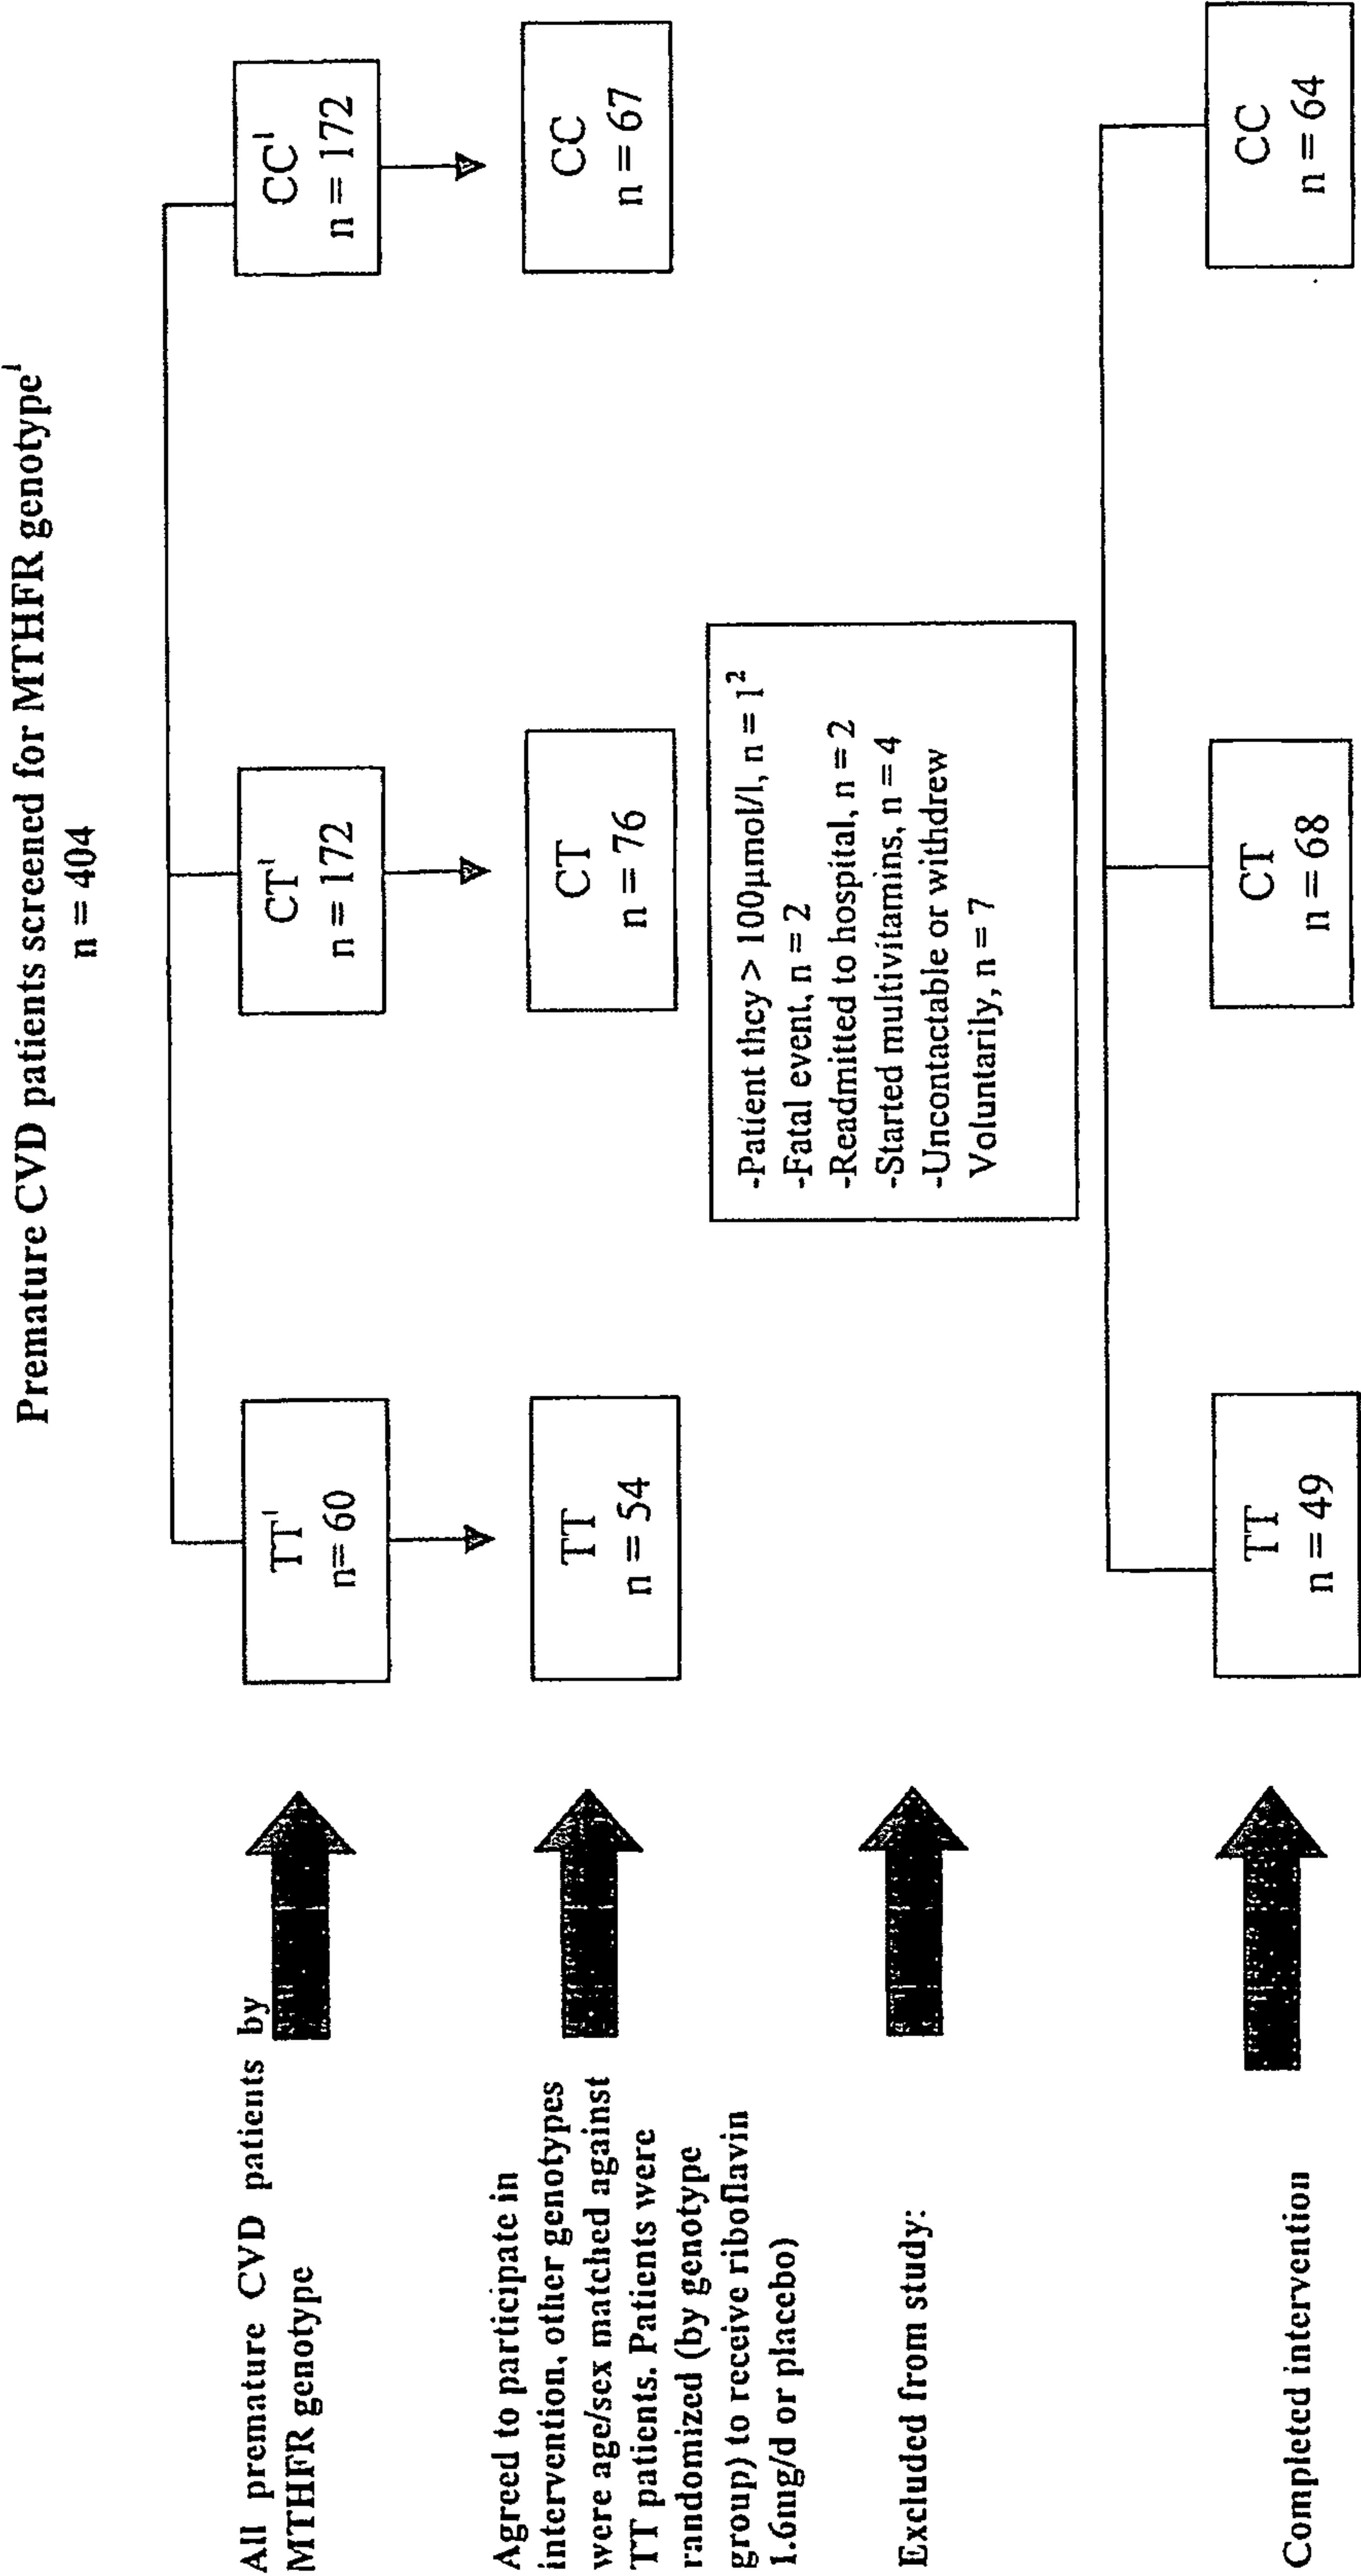 Premature CVD patients screened for MTHFR genotype¹
n = 404
All premature CVD patients by
MTHFR genotype
TT¹
n= 60
CT¹
n = 172
CC¹
n = 172
Agreed to participate in
intervention, other genotypes
were age/sex matched against
TT patients. Patients were
randomized (by genotype
group) to receive riboflavin
1.6mg/d or placebo)
TT
n = 54
CT
n = 76
CC
n = 67
Excluded from study:
-Patient thcy > 100µmol/l, n = 1²
-Fatal event, n = 2
-Readmitted to hospital, n = 2
-Started multivitamins, n = 4
-Uncontactable or withdrew
Voluntarily, n = 7
Completed intervention
TT
n = 49
CT
n = 68
CC
n = 64